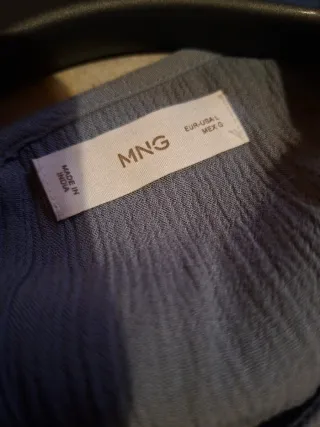 MADE IN
INDIA
MNG
EUR-USA L
MEX G